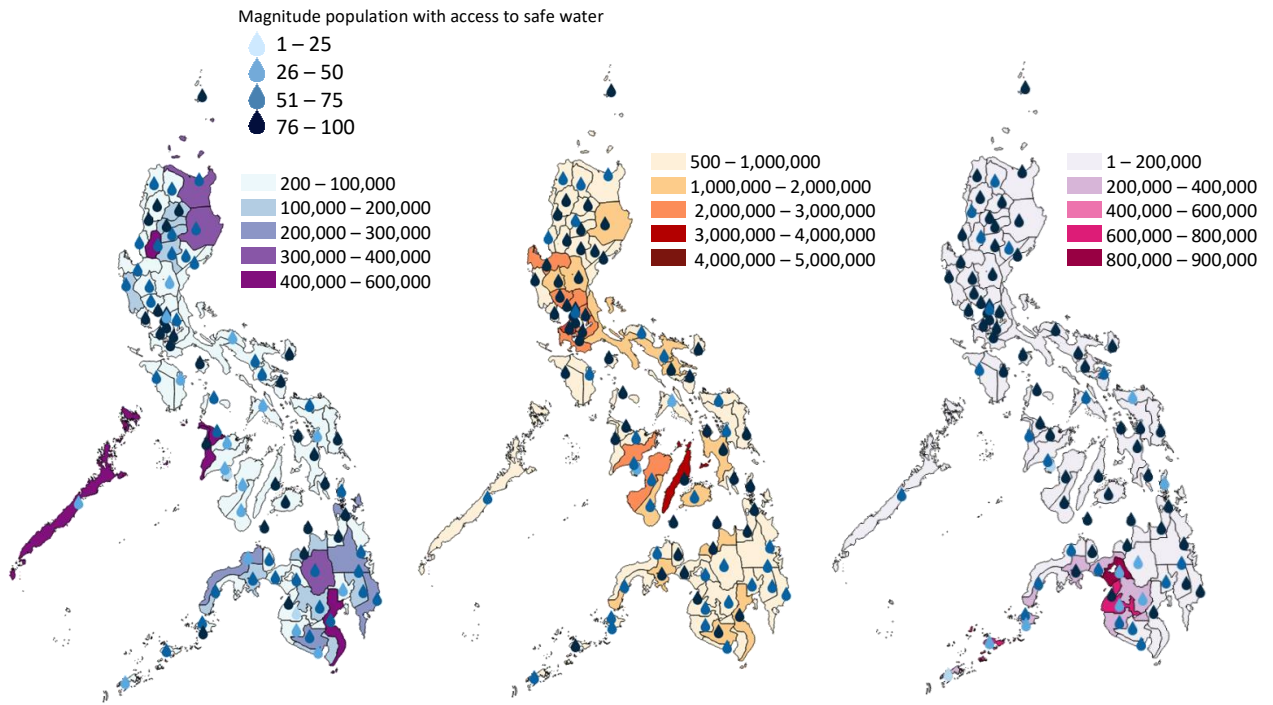 Magnitude population with access to safe water
1 – 25
26 – 50
51 – 75
76 – 100
200 – 100,000
100,000 – 200,000
200,000 – 300,000
300,000 – 400,000
400,000 – 600,000
500 – 1,000,000
1,000,000 – 2,000,000
2,000,000 – 3,000,000
3,000,000 – 4,000,000
4,000,000 – 5,000,000
1 – 200,000
200,000 – 400,000
400,000 – 600,000
600,000 – 800,000
800,000 – 900,000